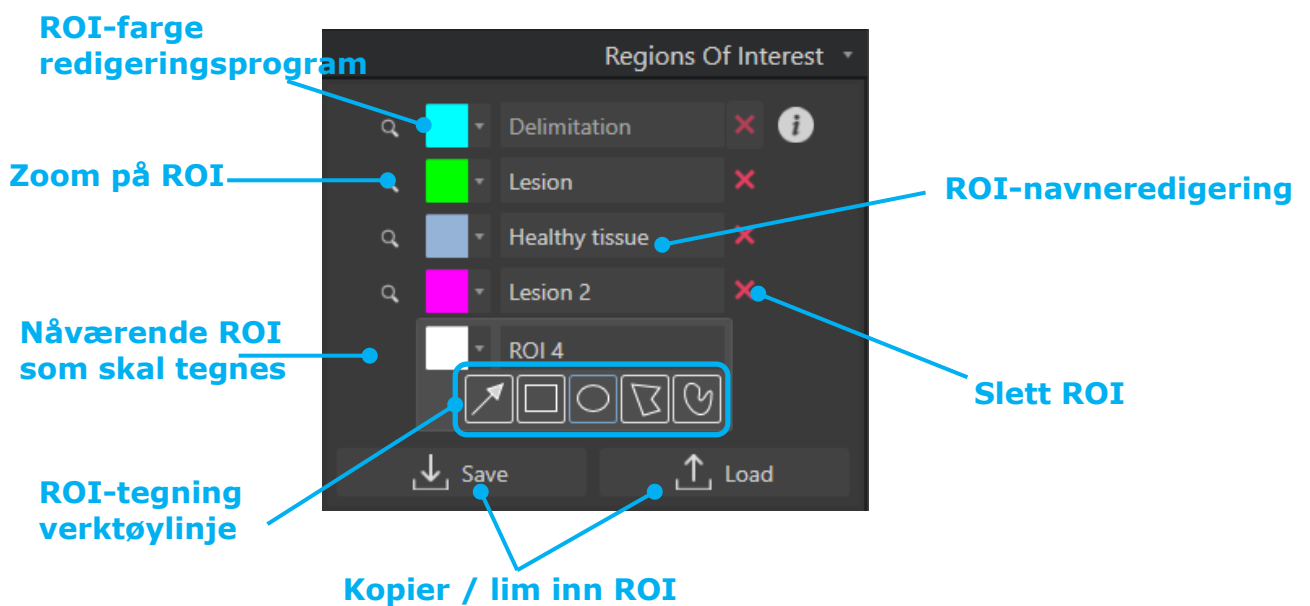 ROI-farge
redigeringsprogram
Regions Of Interest
Delimitation
i
Zoom på ROI
Lesion
ROI-navneredigering
Healthy tissue
Lesion 2
Nåværende ROI
som skal tegnes
ROI 4
Slett ROI
Save
Load
ROI-tegning
verktøylinje
Kopier / lim inn ROI